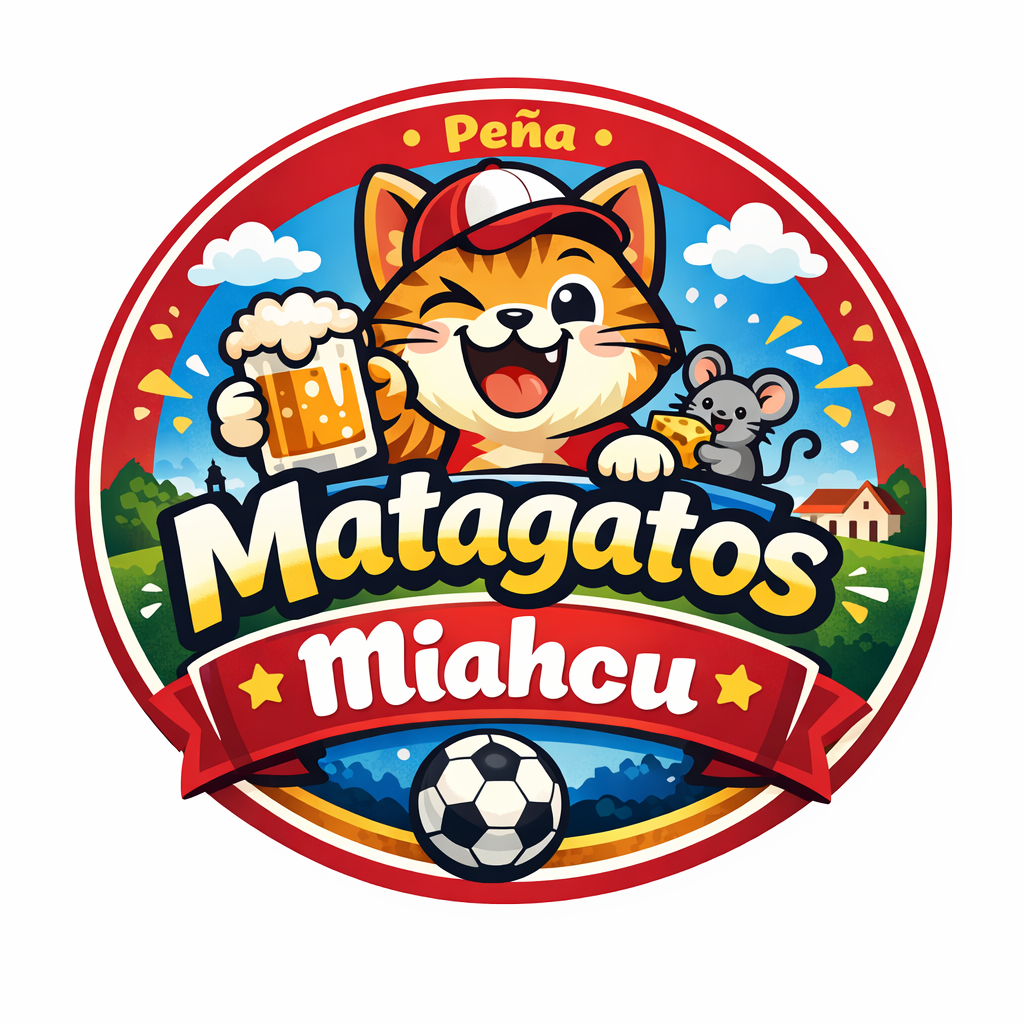 • Peña •
Matagatos
Miahcu